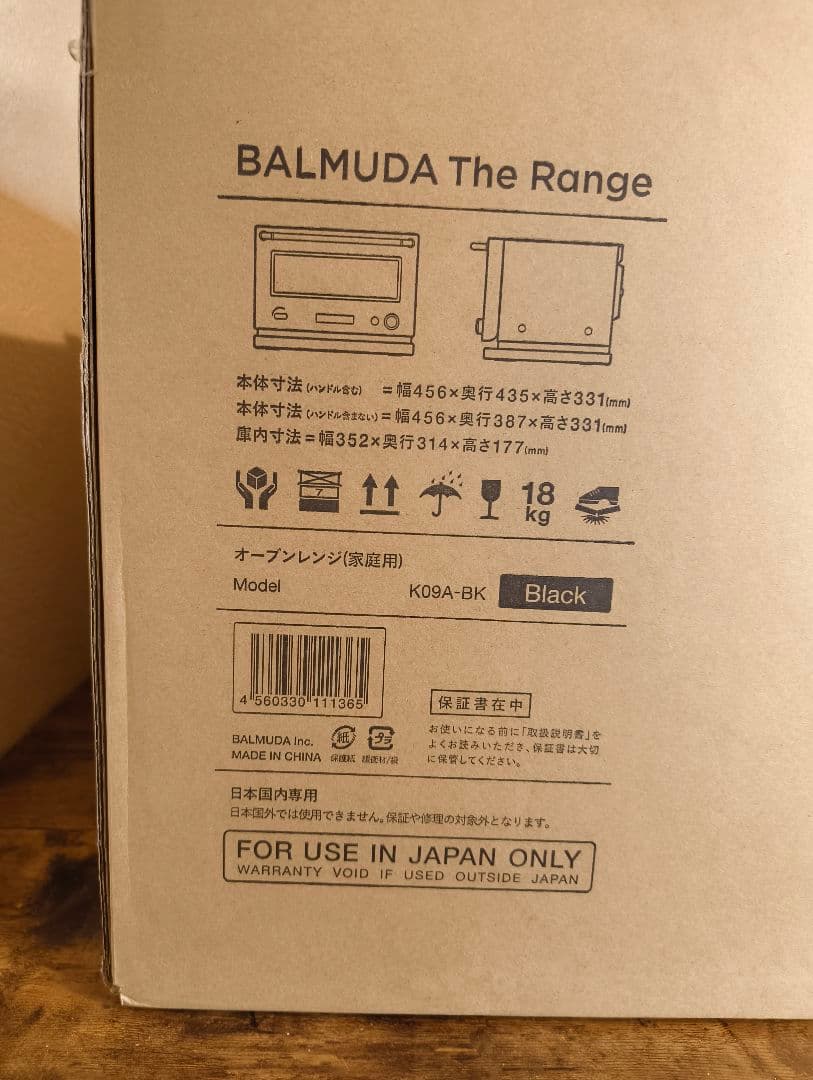 BALMUDA The Range
本体寸法(ハンドル含む) =幅456×奥行435×高さ331(mm)
本体寸法(ハンドル含まない)=幅456×奥行387×高さ331(mm)
庫内寸法=幅352×奥行314×高さ177(mm)
7
18
kg
オーブンレンジ(家庭用)
Model K09A-BK Black
4 560330 111365
保証書在中
お使いになる前に「取扱説明書」を
よくお読みいただき、保証書は大切
に保管してください。
紙 プラ
BALMUDA Inc.
MADE IN CHINA 保護紙
日本国内専用
日本国外では使用できません。保証や修理の対象外となります。
FOR USE IN JAPAN ONLY
WARRANTY VOID IF USED OUTSIDE JAPAN